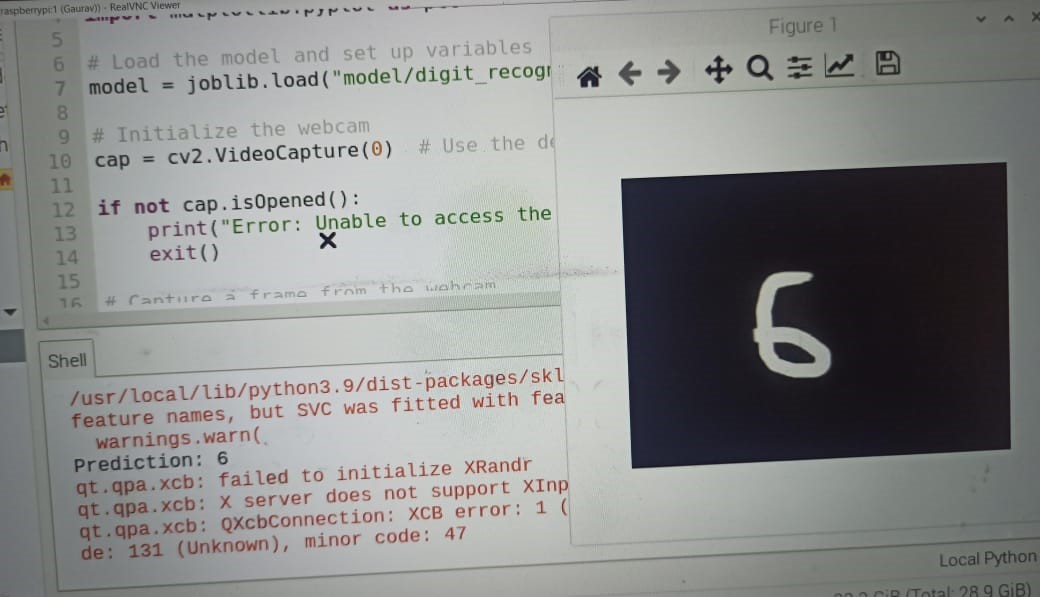 raspberrypi:1 (Gaurav)) - RealVNC Viewer
5
6 # Load the model and set up variables
7 model = joblib.load("model/digit_recogn
8
9 # Initialize the webcam
10 cap = cv2.VideoCapture(0) # Use the de
11
12 if not cap.isOpened():
13 print("Error: Unable to access the
14 exit()
15
16 # Capture a frame from the webcam
Shell
/usr/local/lib/python3.9/dist-packages/skl
feature names, but SVC was fitted with fea
warnings.warn(
Prediction: 6
qt.qpa.xcb: failed to initialize XRandr
qt.qpa.xcb: X server does not support XInp
qt.qpa.xcb: QXcbConnection: XCB error: 1 (
de: 131 (Unknown), minor code: 47
Figure 1
6
Local Python
GiB (Total: 28.9 GiB)